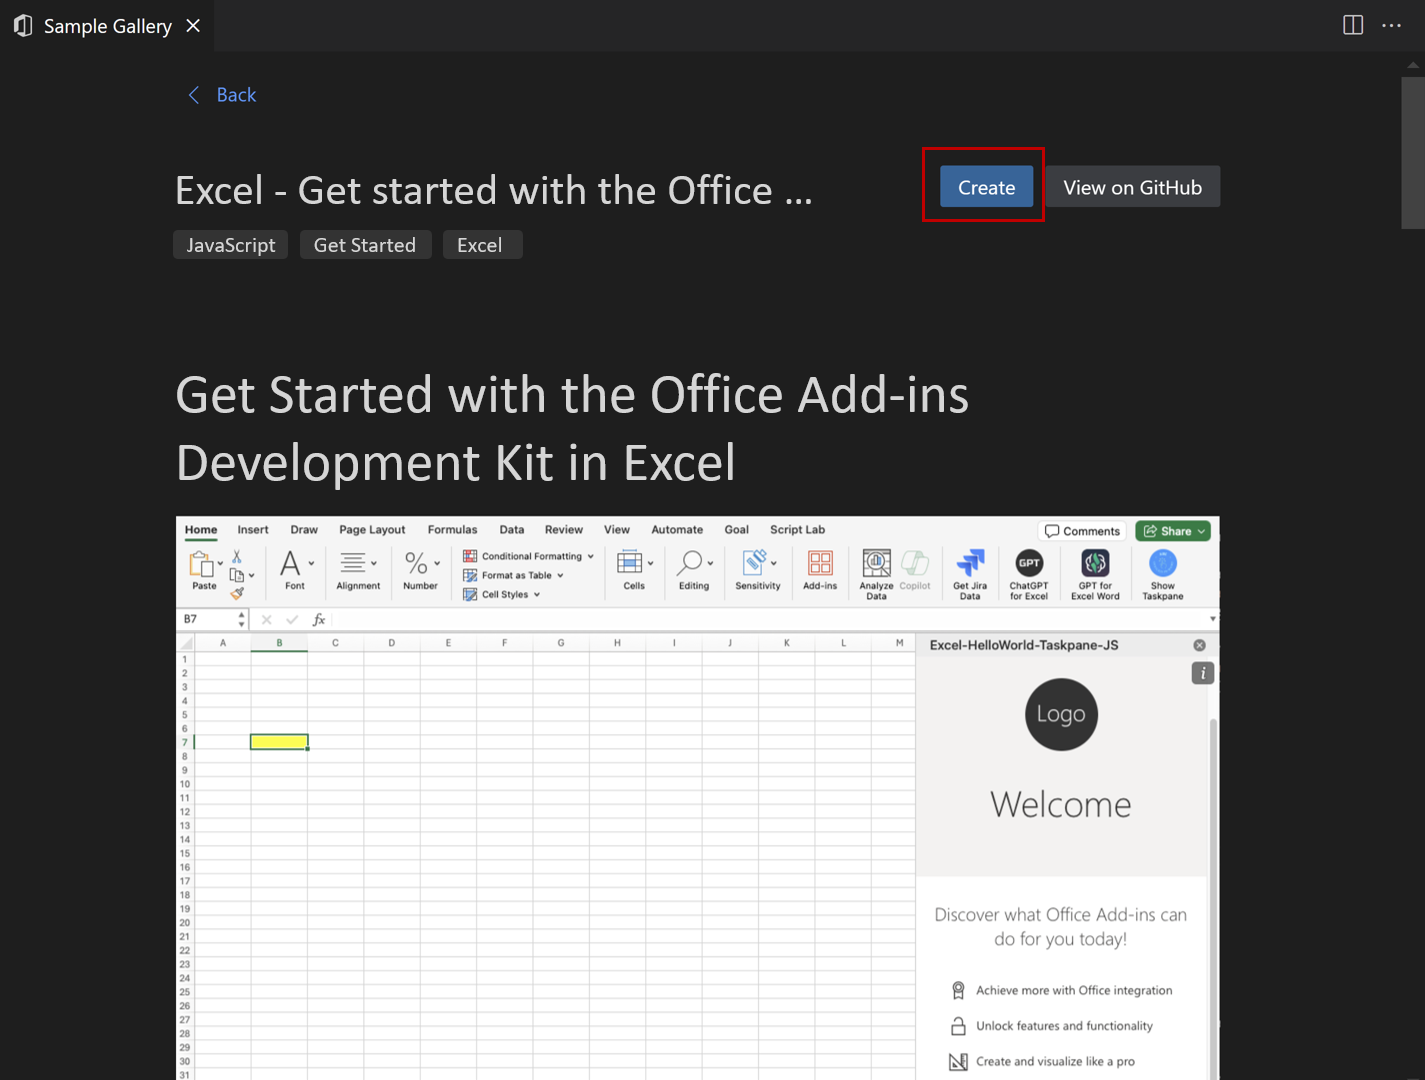 Sample Gallery
Back
Excel - Get started with the Office ...
Create
View on GitHub
JavaScript Get Started Excel
Get Started with the Office Add-ins
Development Kit in Excel
Home Insert Draw Page Layout Formulas Data Review View Automate Goal Script Lab
Comments Share
Paste
Font
Alignment
%
Number
Conditional Formatting
Format as Table
Cell Styles
Cells
Editing
Sensitivity
Add-ins
Analyze
Data
Copilot
Get Jira
Data
GPT
ChatGPT
for Excel
GPT for
Excel Word
Show
Taskpane
B7
fx
A B C D E F G H I J K L M
1
2
3
4
5
6
7
8
9
10
11
12
13
14
15
16
17
18
19
20
21
22
23
24
25
26
27
28
29
30
31
Excel-HelloWorld-Taskpane-JS
i
Logo
Welcome
Discover what Office Add-ins can
do for you today!
Achieve more with Office integration
Unlock features and functionality
Create and visualize like a pro